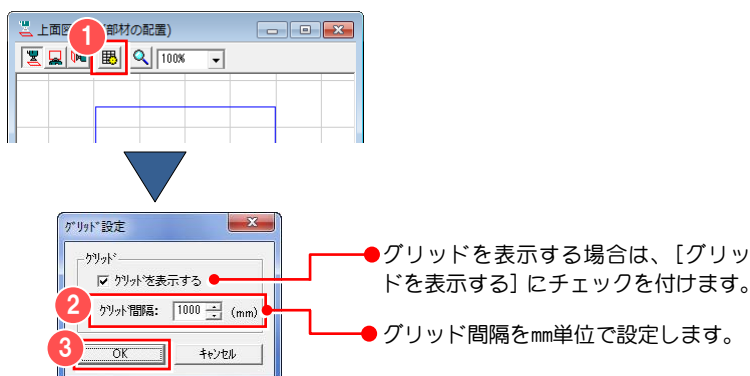 上面図 部材の配置)
1
100%
グリッド設定
グリッド
グリッドを表示する
2
グリッド間隔: 1000 (mm)
3
OK キャンセル
グリッドを表示する場合は、[グリッ
ドを表示する]にチェックを付けます。
グリッド間隔を㎜単位で設定します。